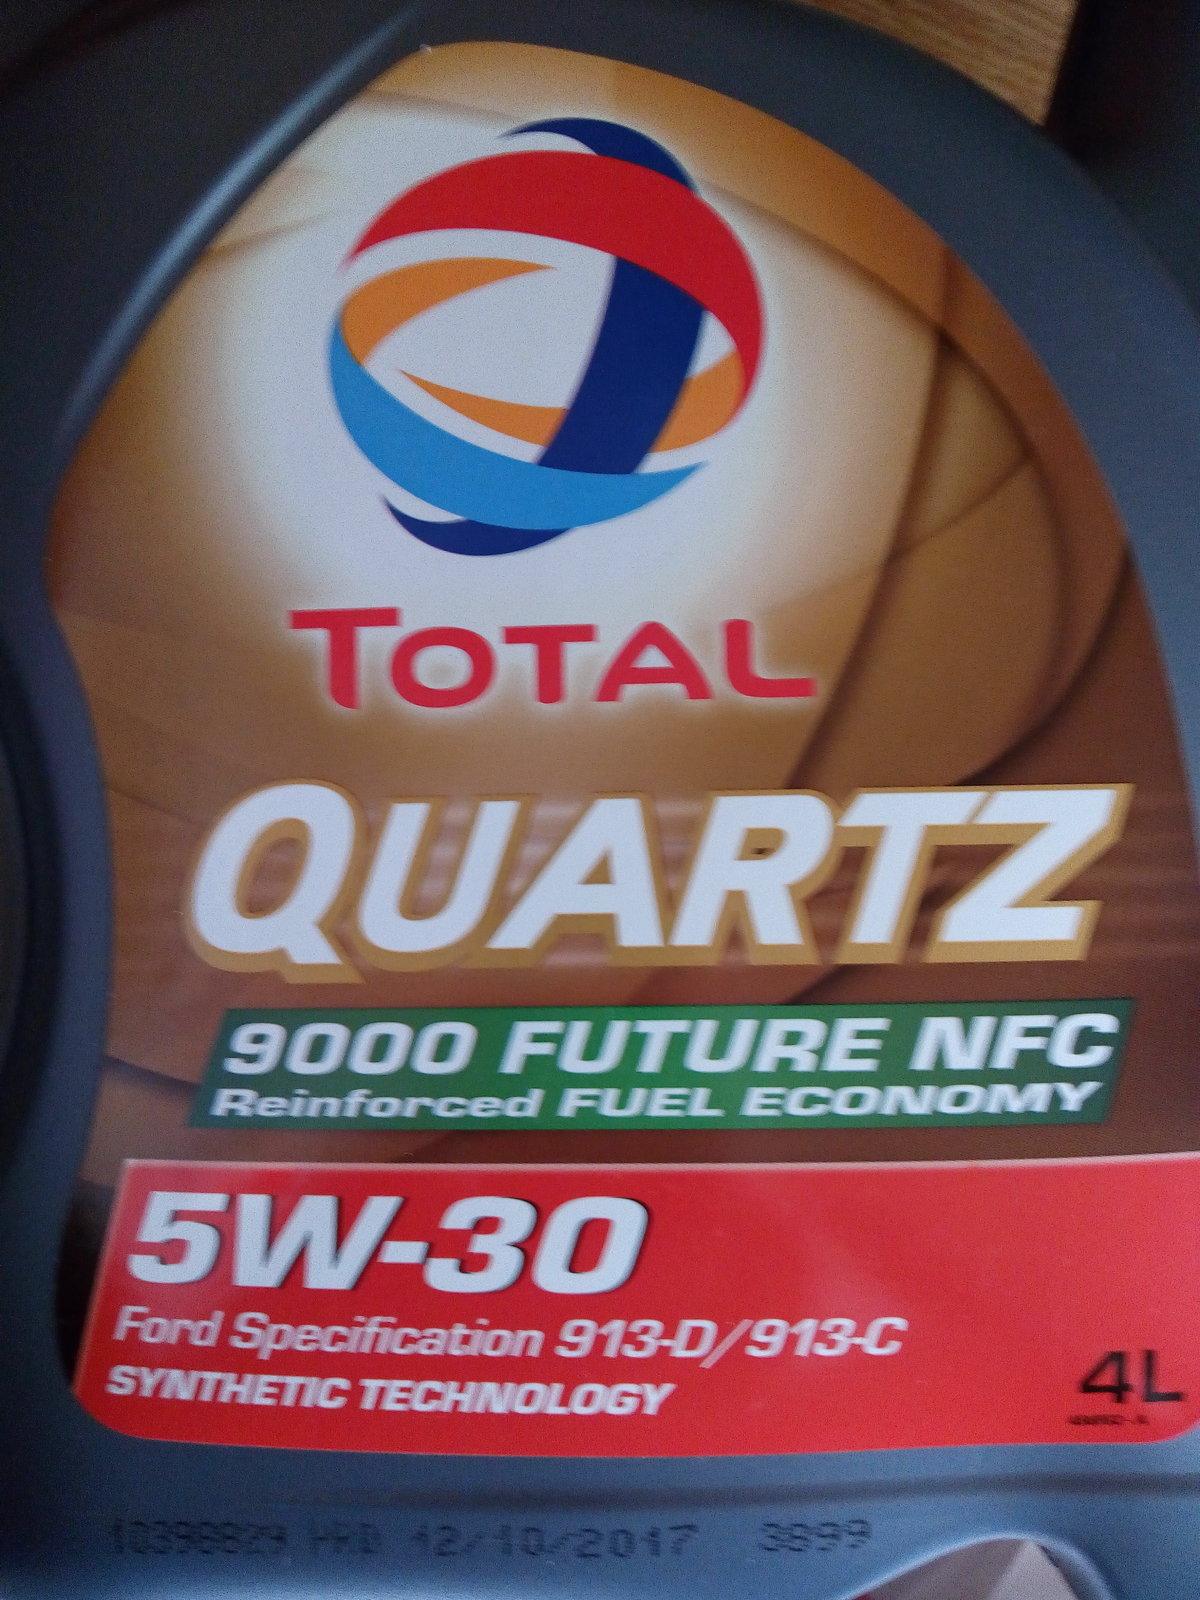 TOTAL
QUARTZ
9000 FUTURE NFC
Reinforced FUEL ECONOMY
5W-30
Ford Specification 913-D/913-C
SYNTHETIC TECHNOLOGY
4L
12/10/2017 3899